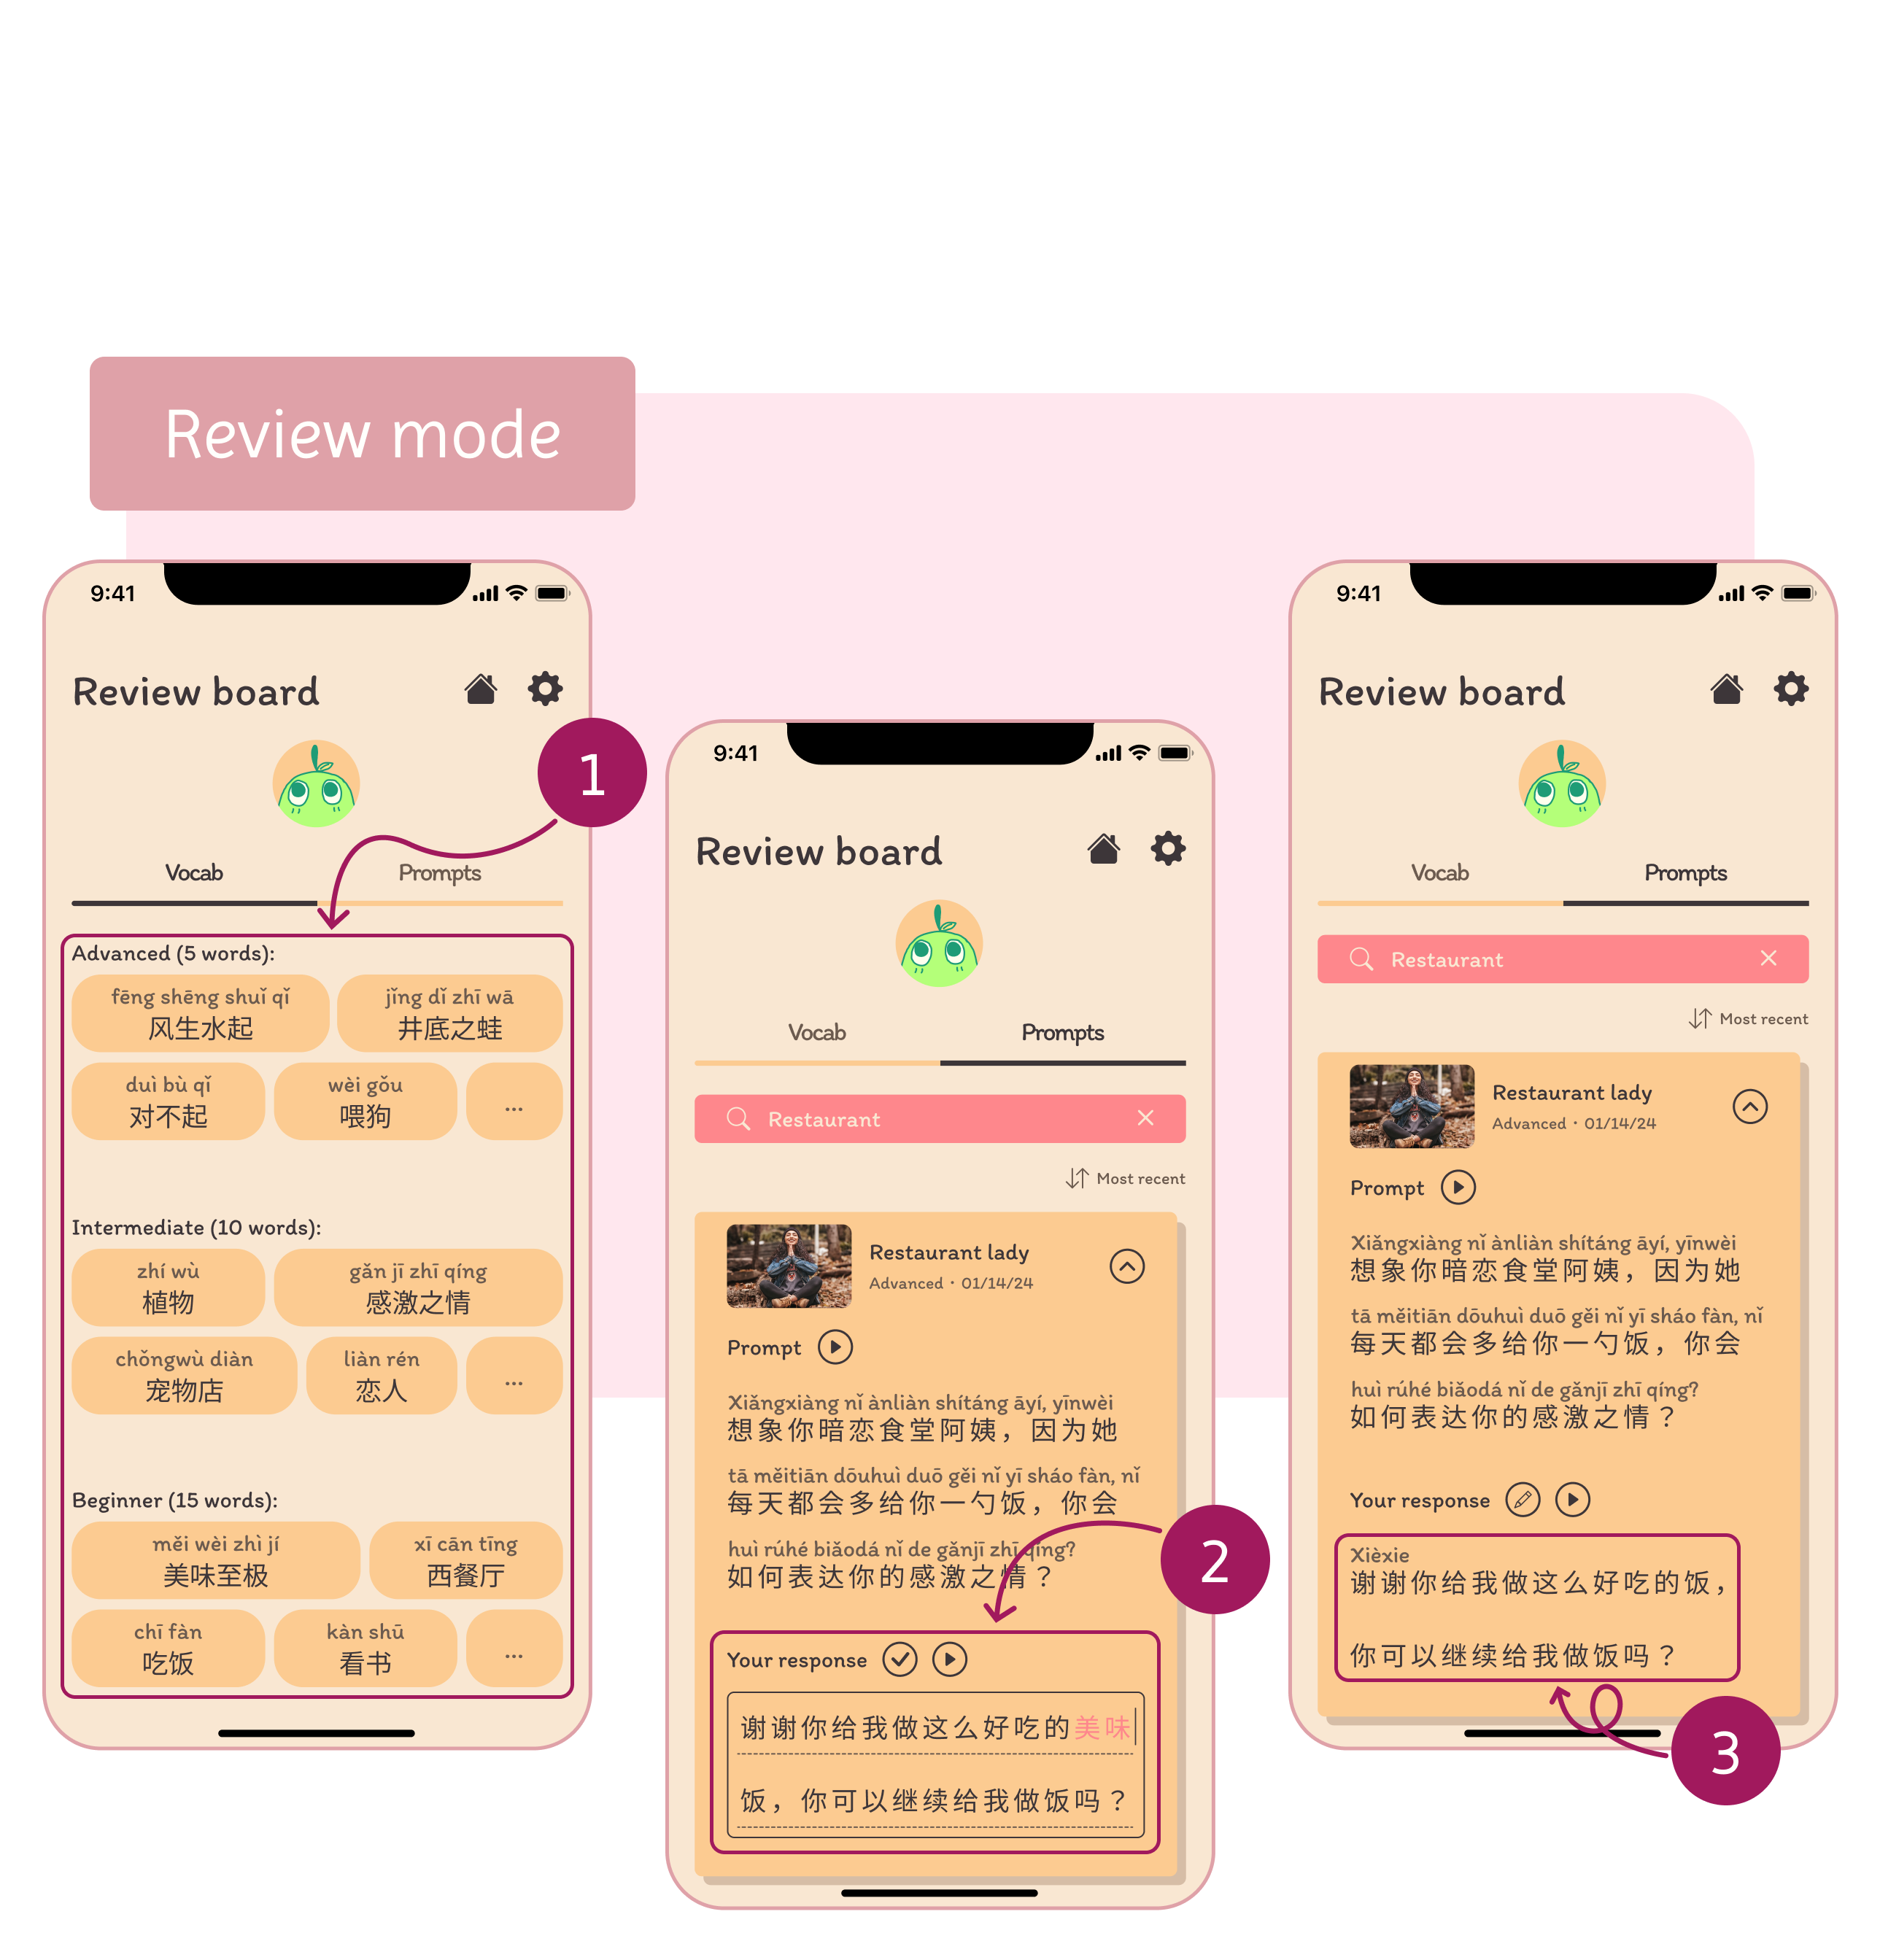 Review mode
9:41
Review board
1
Vocab
Prompts
Advanced (5 words):
fēng shēng shuǐ qǐ
风生水起
jǐng dǐ zhī wā
井底之蛙
duì bù qǐ
对不起
wèi gǒu
喂狗
...
Intermediate (10 words):
zhí wù
植物
gǎn jī zhī qíng
感激之情
chǒngwù diàn
宠物店
liàn rén
恋人
...
Beginner (15 words):
měi wèi zhì jí
美味至极
xī cān tīng
西餐厅
chī fàn
吃饭
kàn shū
看书
...
9:41
Review board
Vocab
Prompts
Restaurant
Most recent
Restaurant lady
Advanced • 01/14/24
Prompt
Xiǎngxiàng nǐ ànliàn shítáng āyí, yīnwèi
想象你暗恋食堂阿姨，因为她
tā měitiān dōuhuì duō gěi nǐ yī sháo fàn, nǐ
每天都会多给你一勺饭，你会
huì rúhé biǎodá nǐ de gǎnjī zhī qíng?
如何表达你的感激之情？
2
Your response
谢谢你给我做这么好吃的美味
饭，你可以继续给我做饭吗？
9:41
Review board
Vocab
Prompts
Restaurant
Most recent
Restaurant lady
Advanced • 01/14/24
Prompt
Xiǎngxiàng nǐ ànliàn shítáng āyí, yīnwèi
想象你暗恋食堂阿姨，因为她
tā měitiān dōuhuì duō gěi nǐ yī sháo fàn, nǐ
每天都会多给你一勺饭，你会
huì rúhé biǎodá nǐ de gǎnjī zhī qíng?
如何表达你的感激之情？
Your response
Xièxie
谢谢你给我做这么好吃的饭，
你可以继续给我做饭吗？
3